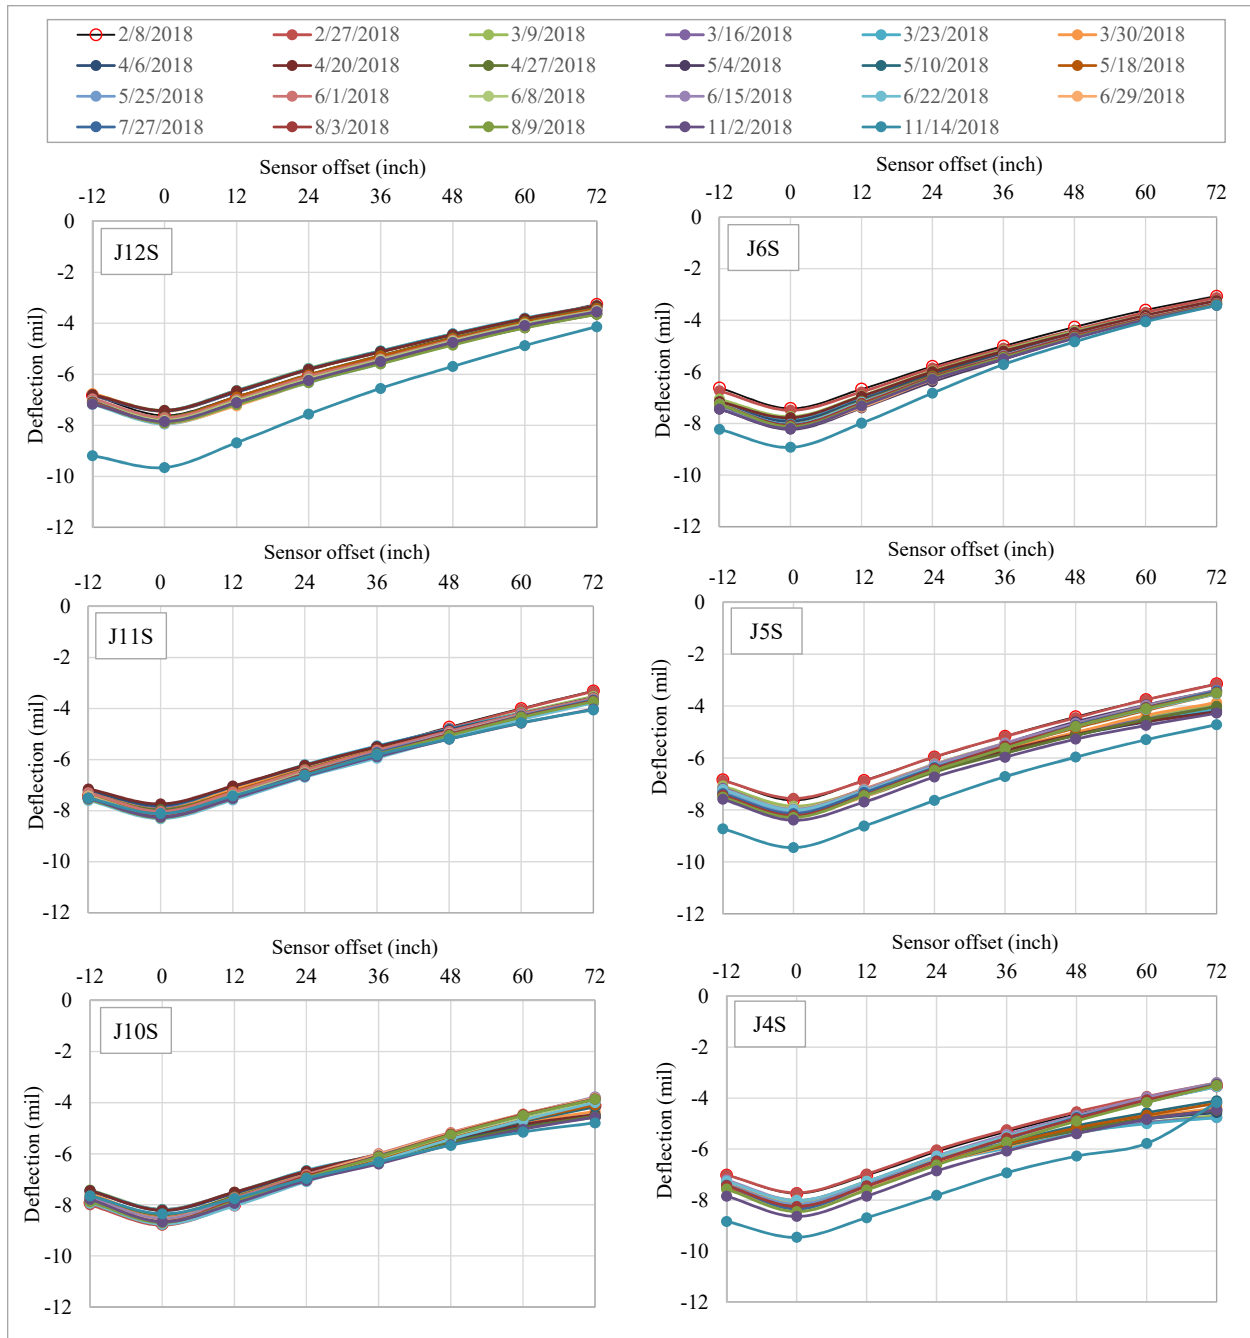 2/8/2018 2/27/2018 3/9/2018 3/16/2018 3/23/2018 3/30/2018
4/6/2018 4/20/2018 4/27/2018 5/4/2018 5/10/2018 5/18/2018
5/25/2018 6/1/2018 6/8/2018 6/15/2018 6/22/2018 6/29/2018
7/27/2018 8/3/2018 8/9/2018 11/2/2018 11/14/2018
Sensor offset (inch)
-12 0 12 24 36 48 60 72
0
-2
-4
-6
-8
-10
-12
Deflection (mil)
J12S
Sensor offset (inch)
-12 0 12 24 36 48 60 72
0
-2
-4
-6
-8
-10
-12
Deflection (mil)
J6S
Sensor offset (inch)
-12 0 12 24 36 48 60 72
0
-2
-4
-6
-8
-10
-12
Deflection (mil)
J11S
Sensor offset (inch)
-12 0 12 24 36 48 60 72
0
-2
-4
-6
-8
-10
-12
Deflection (mil)
J5S
Sensor offset (inch)
-12 0 12 24 36 48 60 72
0
-2
-4
-6
-8
-10
-12
Deflection (mil)
J10S
Sensor offset (inch)
-12 0 12 24 36 48 60 72
0
-2
-4
-6
-8
-10
-12
Deflection (mil)
J4S